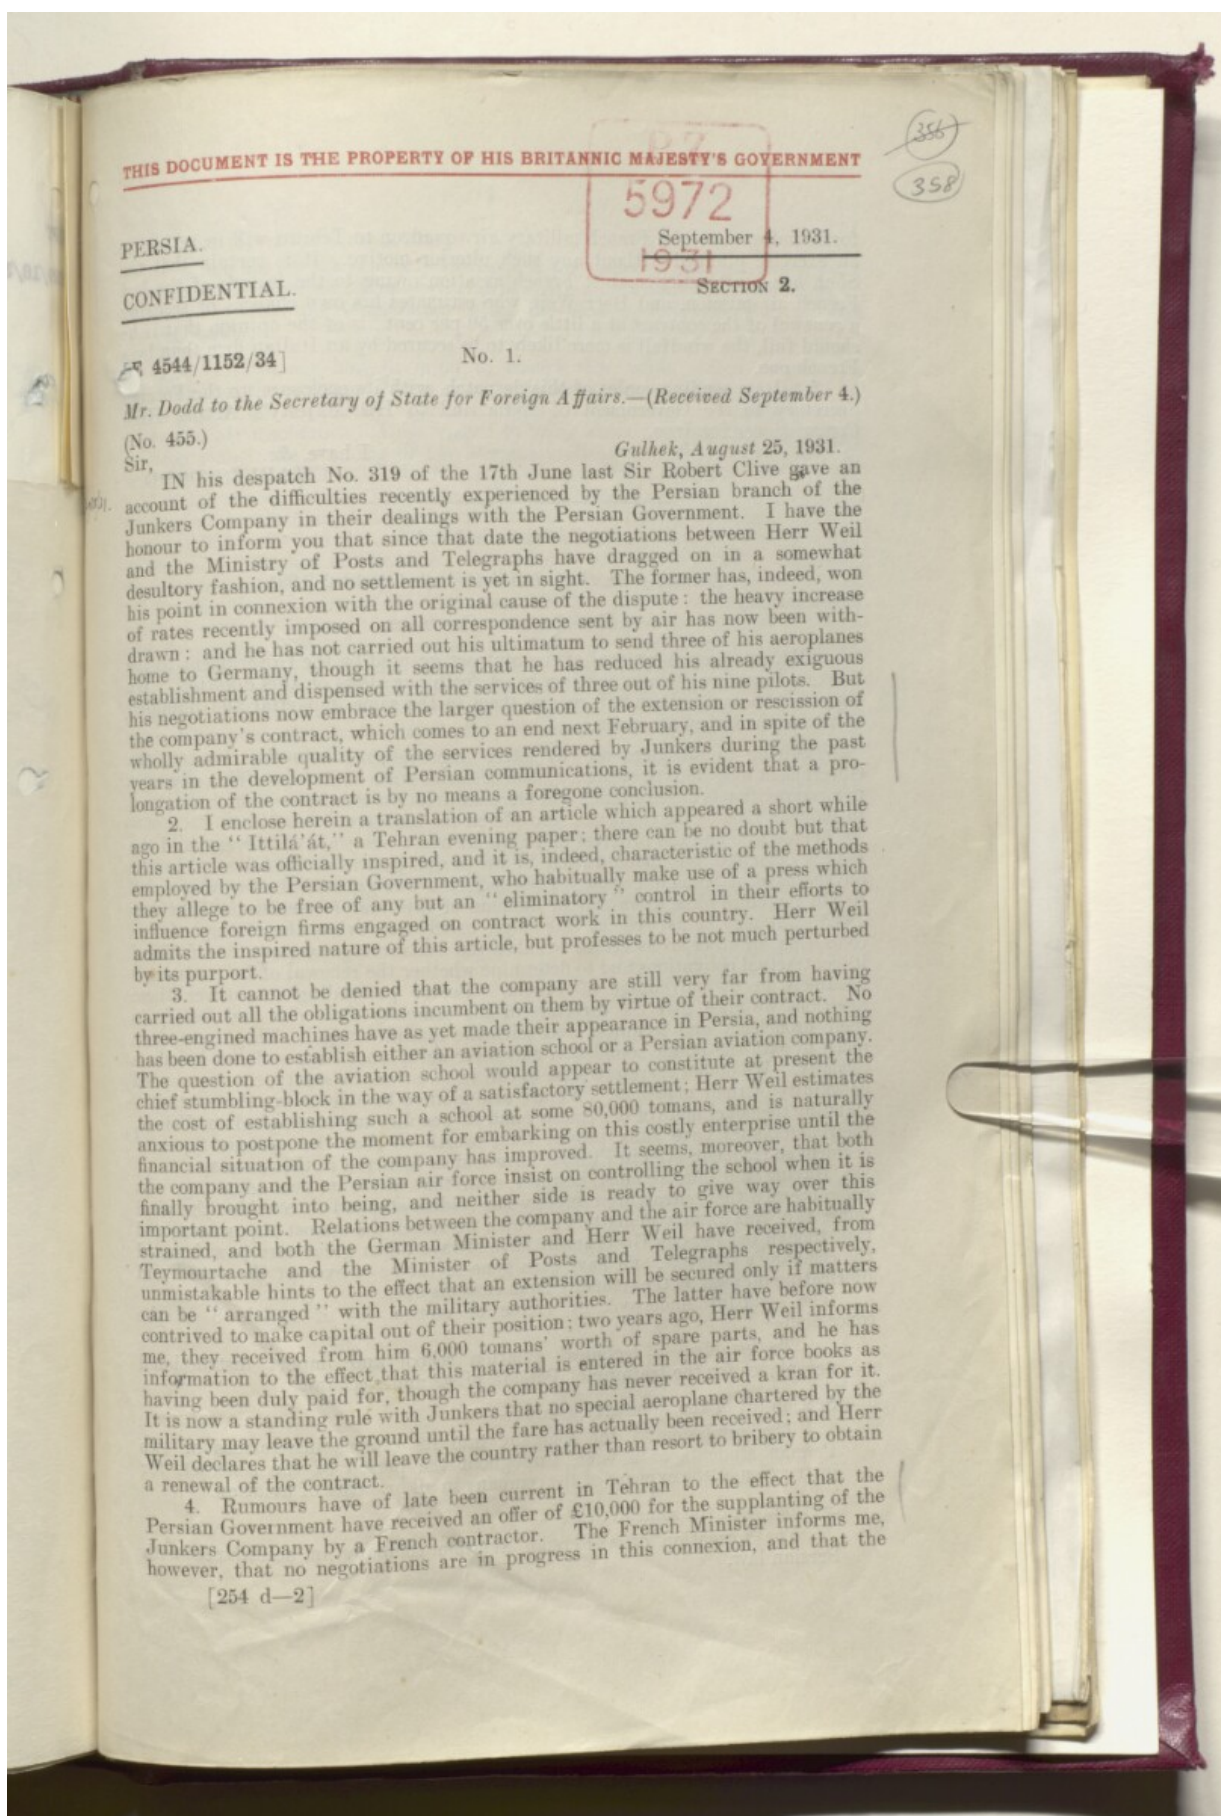 356
358
THIS DOCUMENT IS THE PROPERTY OF HIS BRITANNIC MAJESTY'S GOVERNMENT
P.Z.
5972
1931
PERSIA.
September 4, 1931.
CONFIDENTIAL.
SECTION 2.
[E 4544/1152/34]
No. 1.
Mr. Dodd to the Secretary of State for Foreign Affairs.—(Received September 4.)
(No. 455.)
Sir,
Gulhek, August 25, 1931.
IN his despatch No. 319 of the 17th June last Sir Robert Clive gave an
account of the difficulties recently experienced by the Persian branch of the
Junkers Company in their dealings with the Persian Government. I have the
honour to inform you that since that date the negotiations between Herr Weil
and the Ministry of Posts and Telegraphs have dragged on in a somewhat
desultory fashion, and no settlement is yet in sight. The former has, indeed, won
his point in connexion with the original cause of the dispute: the heavy increase
of rates recently imposed on all correspondence sent by air has now been with-
drawn: and he has not carried out his ultimatum to send three of his aeroplanes
home to Germany, though it seems that he has reduced his already exiguous
establishment and dispensed with the services of three out of his nine pilots. But
his negotiations now embrace the larger question of the extension or rescission of
the company's contract, which comes to an end next February, and in spite of the
wholly admirable quality of the services rendered by Junkers during the past
years in the development of Persian communications, it is evident that a pro-
longation of the contract is by no means a foregone conclusion.
2. I enclose herein a translation of an article which appeared a short while
ago in the "Ittilá'át," a Tehran evening paper; there can be no doubt but that
this article was officially inspired, and it is, indeed, characteristic of the methods
employed by the Persian Government, who habitually make use of a press which
they allege to be free of any but an "eliminatory" control in their efforts to
influence foreign firms engaged on contract work in this country. Herr Weil
admits the inspired nature of this article, but professes to be not much perturbed
by its purport.
3. It cannot be denied that the company are still very far from having
carried out all the obligations incumbent on them by virtue of their contract. No
three-engined machines have as yet made their appearance in Persia, and nothing
has been done to establish either an aviation school or a Persian aviation company.
The question of the aviation school would appear to constitute at present the
chief stumbling-block in the way of a satisfactory settlement; Herr Weil estimates
the cost of establishing such a school at some 80,000 tomans, and is naturally
anxious to postpone the moment for embarking on this costly enterprise until the
financial situation of the company has improved. It seems, moreover, that both
the company and the Persian air force insist on controlling the school when it is
finally brought into being, and neither side is ready to give way over this
important point. Relations between the company and the air force are habitually
strained, and both the German Minister and Herr Weil have received, from
Teymourtache and the Minister of Posts and Telegraphs respectively,
unmistakable hints to the effect that an extension will be secured only if matters
can be "arranged" with the military authorities. The latter have before now
contrived to make capital out of their position; two years ago, Herr Weil informs
me, they received from him 6,000 tomans' worth of spare parts, and he has
information to the effect that this material is entered in the air force books as
having been duly paid for, though the company has never received a kran for it.
It is now a standing rule with Junkers that no special aeroplane chartered by the
military may leave the ground until the fare has actually been received; and Herr
Weil declares that he will leave the country rather than resort to bribery to obtain
a renewal of the contract.
4. Rumours have of late been current in Tehran to the effect that the
Persian Government have received an offer of £10,000 for the supplanting of the
Junkers Company by a French contractor. The French Minister informs me,
however, that no negotiations are in progress in this connexion, and that the
[254 d—2]